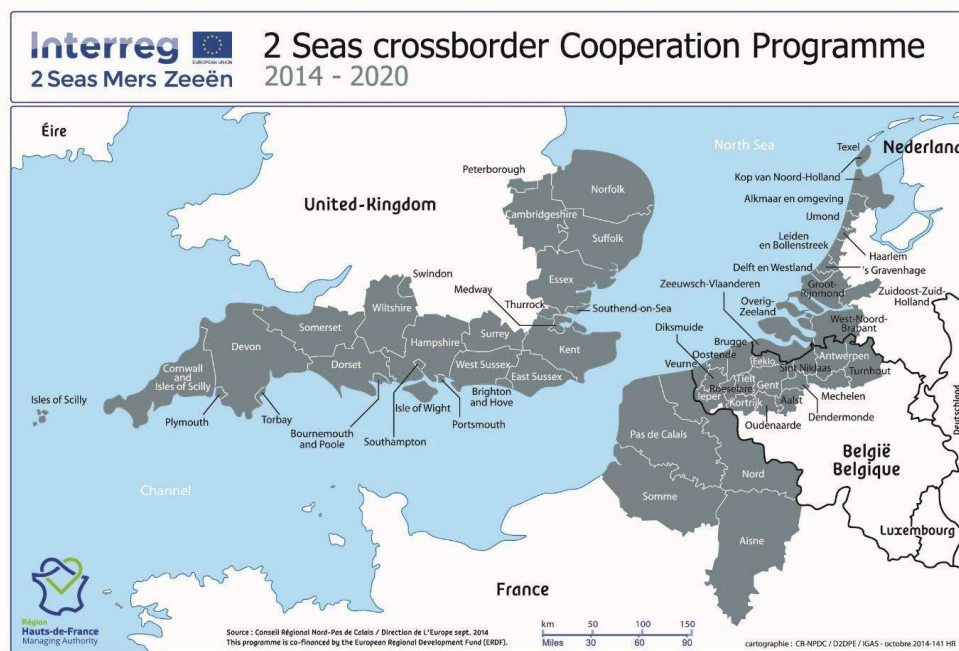 Interreg
EUROPEAN UNION
2 Seas Mers Zeeën
2 Seas crossborder Cooperation Programme
2014 - 2020
Éire
United-Kingdom
North Sea
Nederland
Texel
Kop van Noord-Holland
Alkmaar en omgeving
IJmond
Leiden
en Bollenstreek
Haarlem
's Gravenhage
Delft en Westland
Groot-
Rijnmond
Zuidoost-Zuid-
Holland
Zeeuwsch-Vlaanderen
Overig-
Zeeland
West-Noord-
Brabant
Peterborough
Norfolk
Cambridgeshire
Suffolk
Essex
Swindon
Medway
Thurrock
Southend-on-Sea
Wiltshire
Somerset
Devon
Hampshire
Surrey
Kent
Dorset
West Sussex
East Sussex
Cornwall
and
Isles of Scilly
Isles of Scilly
Plymouth
Torbay
Bournemouth
and Poole
Southampton
Isle of Wight
Portsmouth
Brighton
and Hove
Diksmuide
Brugge
Oostende
Veurne
Eeklo
Antwerpen
Sint Niklaas
Turnhout
Tielt
Roeselare
Gent
Ieper
Kortrijk
Aalst
Mechelen
Dendermonde
Oudenaarde
Pas de Calais
Nord
Somme
Aisne
België
Belgique
Deutschland
Luxembourg
Channel
France
Région
Hauts-de-France
Managing Authority
Source : Conseil Régional Nord-Pas de Calais / Direction de L'Europe sept. 2014
This programme is co-financed by the European Regional Development Fund (ERDF).
km 50 100 150
Miles 30 60 90
cartographie : CR-NPDC / D2DPE / IGAS - octobre 2014-141 HR